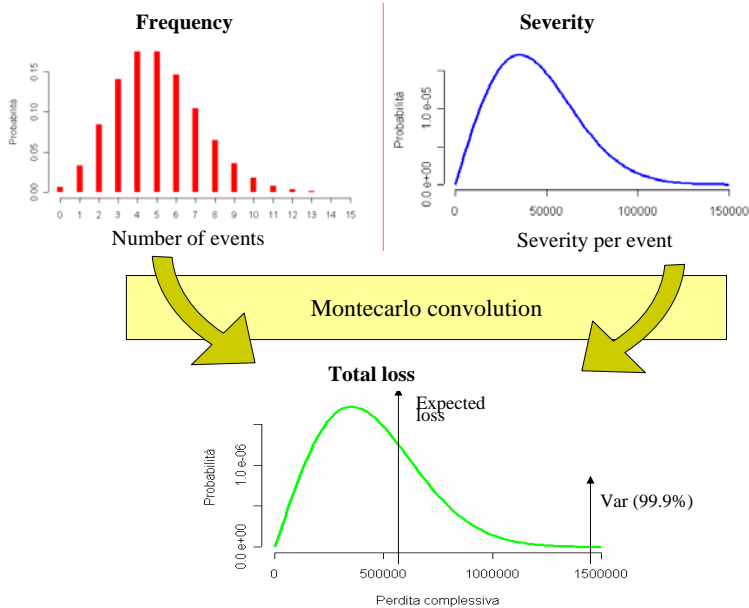 Frequency
Probabilità
0.00 0.05 0.10 0.15
0 1 2 3 4 5 6 7 8 9 10 11 12 13 14 15
Number of events
Severity
Probabilità
0.0 e+00 1.0 e-05
0 50000 100000 150000
Severity per event
Montecarlo convolution
Total loss
Expected
loss
Var (99.9%)
Probabilità
0.0 e+00 1.0 e-06
0 500000 1000000 1500000
Perdita complessiva